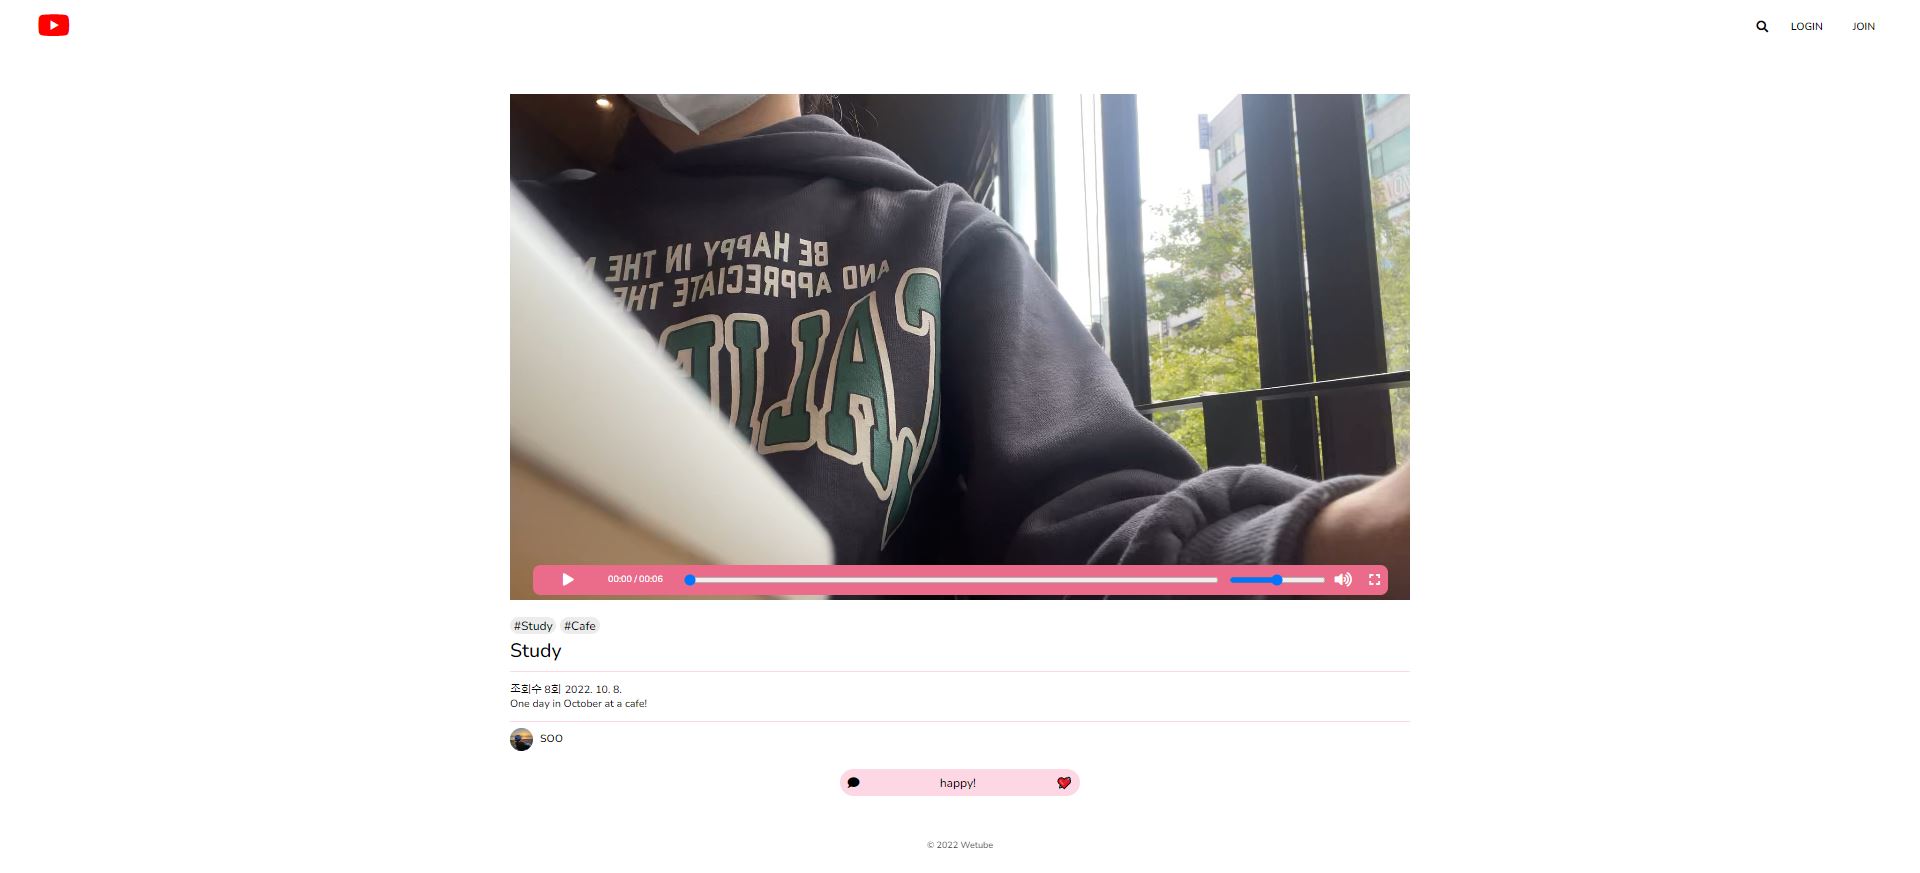 LOGIN JOIN
BE HAPPY IN THE
AND APPRECIATE THE
CALI
00:00 / 00:06
#Study #Cafe
Study
조회수 8회 2022. 10. 8.
One day in October at a cafe!
SOO
happy!
© 2022 Wetube